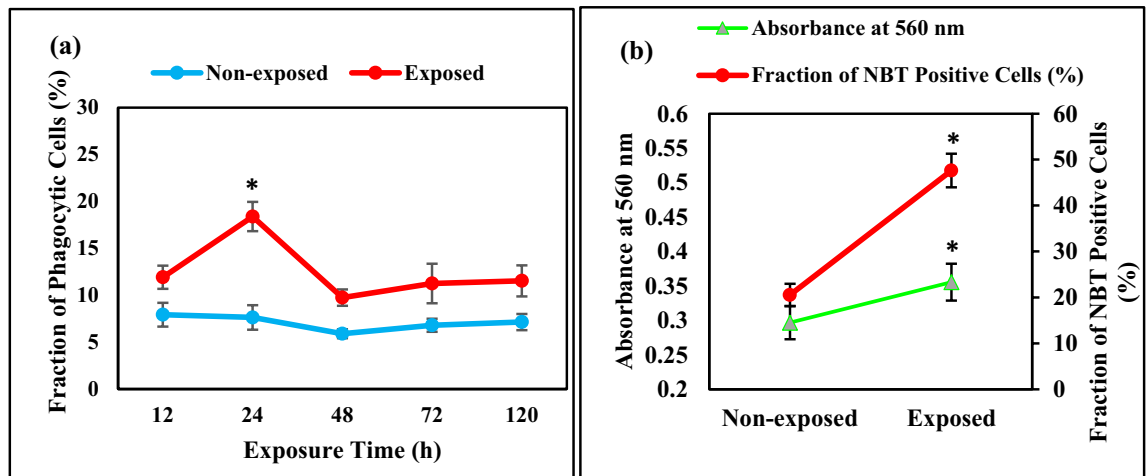 (a)
Non-exposed
Exposed
Fraction of Phagocytic Cells (%)
30
25
20
15
10
5
0
*
12 24 48 72 120
Exposure Time (h)
(b)
Absorbance at 560 nm
Fraction of NBT Positive Cells (%)
Absorbance at 560 nm
0.6
0.55
0.5
0.45
0.4
0.35
0.3
0.25
0.2
*
*
60
50
40
30
20
10
0
Fraction of NBT Positive Cells
(%)
Non-exposed Exposed